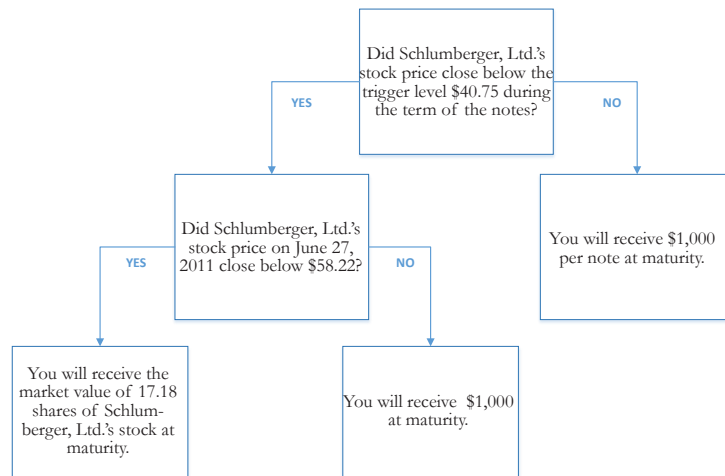 Did Schlumberger, Ltd.'s
stock price close below the
trigger level $40.75 during
the term of the notes?
YES
NO
Did Schlumberger, Ltd.'s
stock price on June 27,
2011 close below $58.22?
You will receive $1,000
per note at maturity.
YES
NO
You will receive the
market value of 17.18
shares of Schlum-
berger, Ltd.'s stock at
maturity.
You will receive $1,000
at maturity.